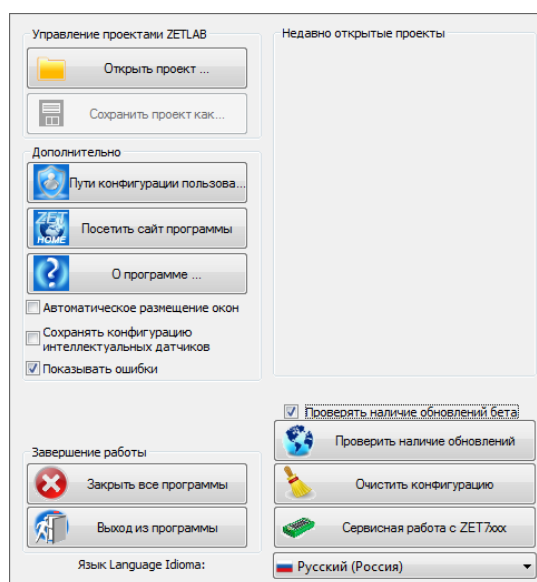 Управление проектами ZETLAB
Открыть проект ...
Сохранить проект как...
Дополнительно
Пути конфигурации пользова...
ZET
HOME
Посетить сайт программы
О программе ...
Автоматическое размещение окон
Сохранять конфигурацию
интеллектуальных датчиков
Показывать ошибки
Завершение работы
Закрыть все программы
Выход из программы
Язык Language Idioma:
Недавно открытые проекты
Проверять наличие обновлений бета
Проверить наличие обновлений
Очистить конфигурацию
Сервисная работа с ZET7xxx
Русский (Россия)